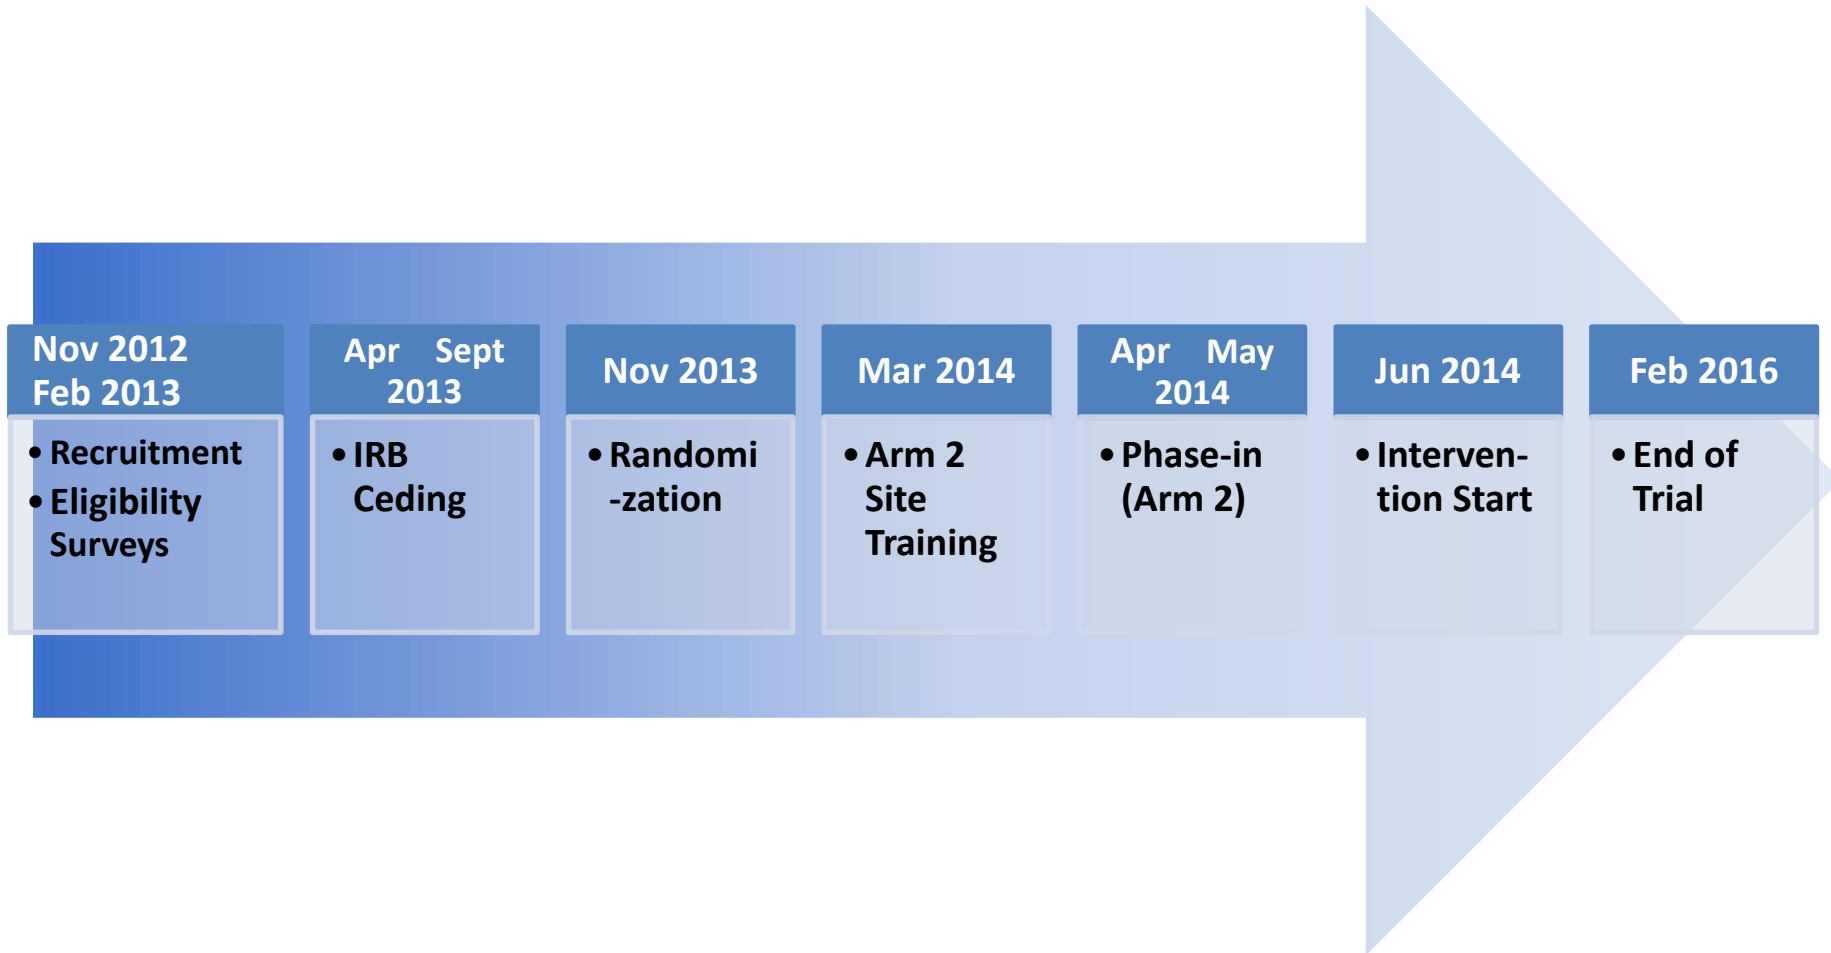 Nov 2012
Feb 2013
• Recruitment
• Eligibility
Surveys
Apr Sept
2013
• IRB
Ceding
Nov 2013
• Randomi
-zation
Mar 2014
• Arm 2
Site
Training
Apr May
2014
• Phase-in
(Arm 2)
Jun 2014
• Interven-
tion Start
Feb 2016
• End of
Trial